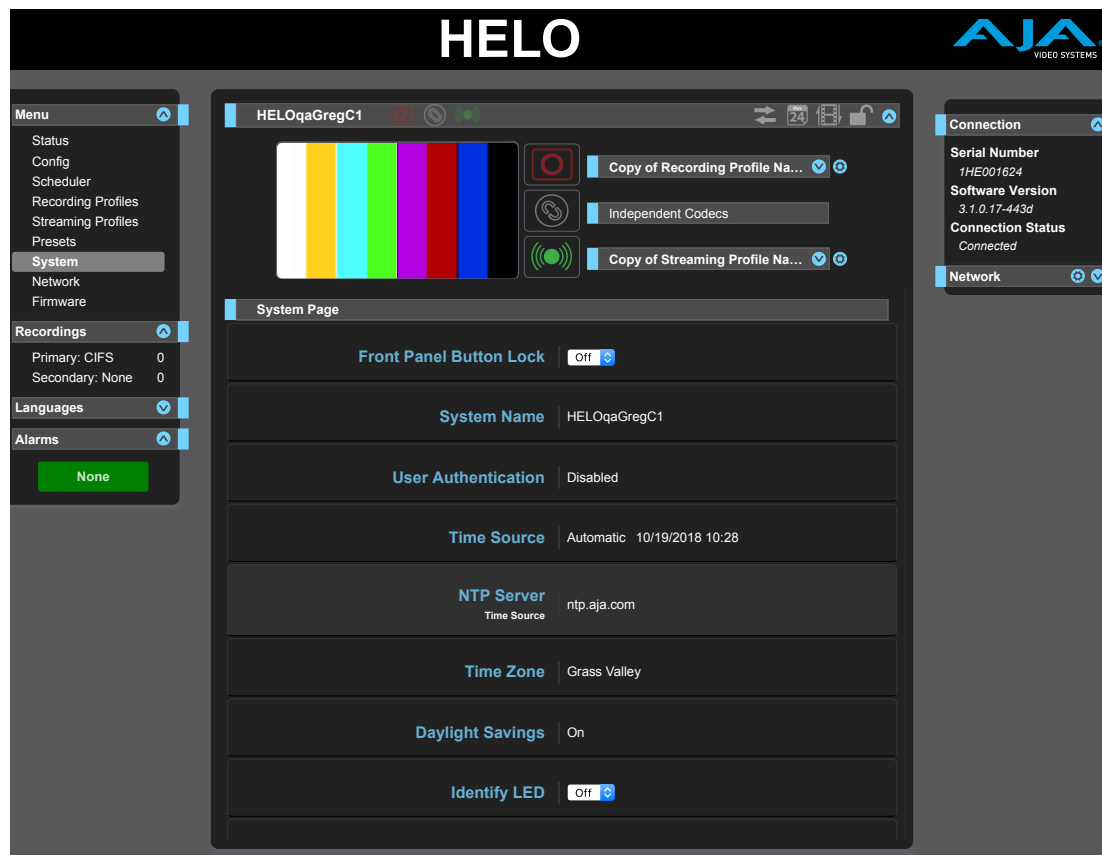 HELO
AJA
VIDEO SYSTEMS
Menu
Status
Config
Scheduler
Recording Profiles
Streaming Profiles
Presets
System
Network
Firmware
Recordings
Primary: CIFS 0
Secondary: None 0
Languages
Alarms
None
HELOqaGregC1
May
24
Copy of Recording Profile Na...
Independent Codecs
Copy of Streaming Profile Na...
System Page
Front Panel Button Lock Off
System Name HELOqaGregC1
User Authentication Disabled
Time Source Automatic 10/19/2018 10:28
NTP Server ntp.aja.com
Time Source
Time Zone Grass Valley
Daylight Savings On
Identify LED Off
Connection
Serial Number
1HE001624
Software Version
3.1.0.17-443d
Connection Status
Connected
Network